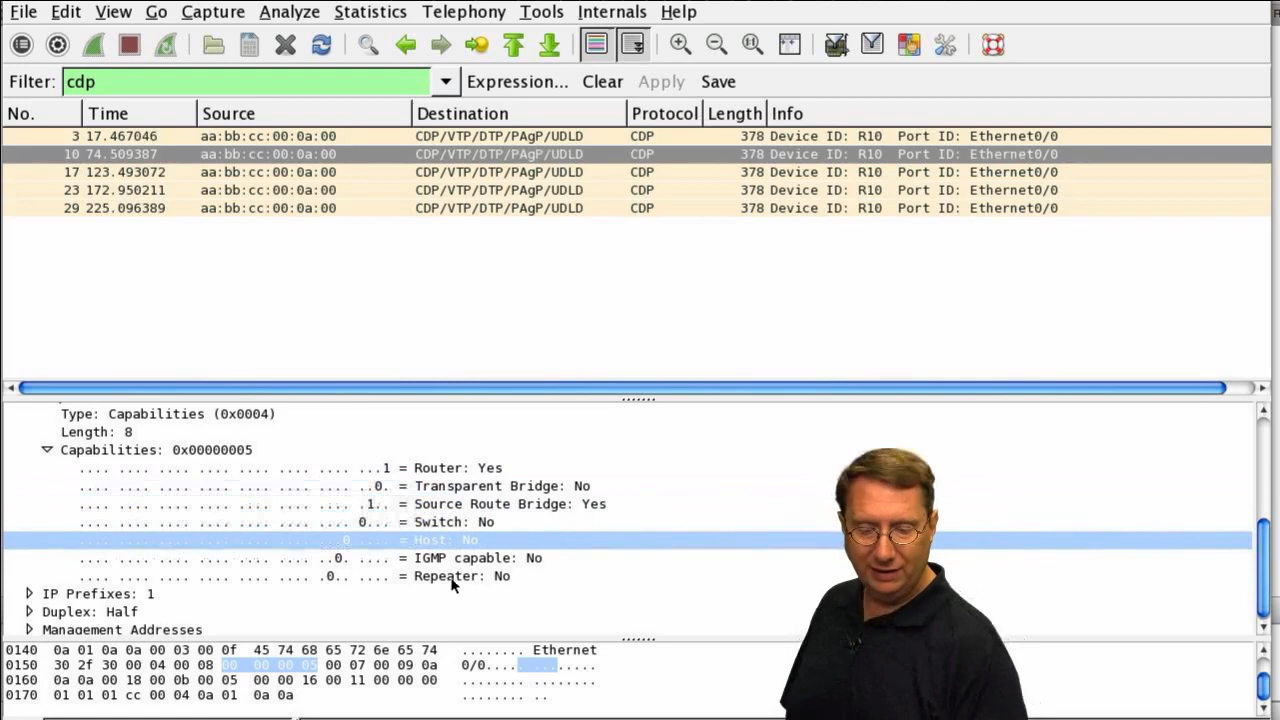 File Edit View Go Capture Analyze Statistics Telephony Tools Internals Help
Filter: cdp Expression... Clear Apply Save
No. Time Source Destination Protocol Length Info
3 17.467046 aa:bb:cc:00:0a:00 CDP/VTP/DTP/PAgP/UDLD CDP 378 Device ID: R10 Port ID: Ethernet0/0
10 74.509387 aa:bb:cc:00:0a:00 CDP/VTP/DTP/PAgP/UDLD CDP 378 Device ID: R10 Port ID: Ethernet0/0
17 123.493072 aa:bb:cc:00:0a:00 CDP/VTP/DTP/PAgP/UDLD CDP 378 Device ID: R10 Port ID: Ethernet0/0
23 172.950211 aa:bb:cc:00:0a:00 CDP/VTP/DTP/PAgP/UDLD CDP 378 Device ID: R10 Port ID: Ethernet0/0
29 225.096389 aa:bb:cc:00:0a:00 CDP/VTP/DTP/PAgP/UDLD CDP 378 Device ID: R10 Port ID: Ethernet0/0
Type: Capabilities (0x0004)
Length: 8
Capabilities: 0x00000005
.... .... .... .... .... .... .... ...1 = Router: Yes
.... .... .... .... .... .... .... ..0. = Transparent Bridge: No
.... .... .... .... .... .... .... .1.. = Source Route Bridge: Yes
.... .... .... .... .... .... .... 0... = Switch: No
.... .... .... .... .... .... ...0 .... = Host: No
.... .... .... .... .... .... ..0. .... = IGMP capable: No
.... .... .... .... .... .... .0.. .... = Repeater: No
IP Prefixes: 1
Duplex: Half
Management Addresses
0140 0a 01 0a 0a 00 03 00 0f 45 74 68 65 72 6e 65 74 ........ Ethernet
0150 30 2f 30 00 04 00 08 00 00 00 05 00 07 00 09 0a 0/0..... ........
0160 0a 0a 00 18 00 0b 00 05 00 00 16 00 11 00 00 00 ........ ........
0170 01 01 01 cc 00 04 0a 01 0a 0a ........ ..